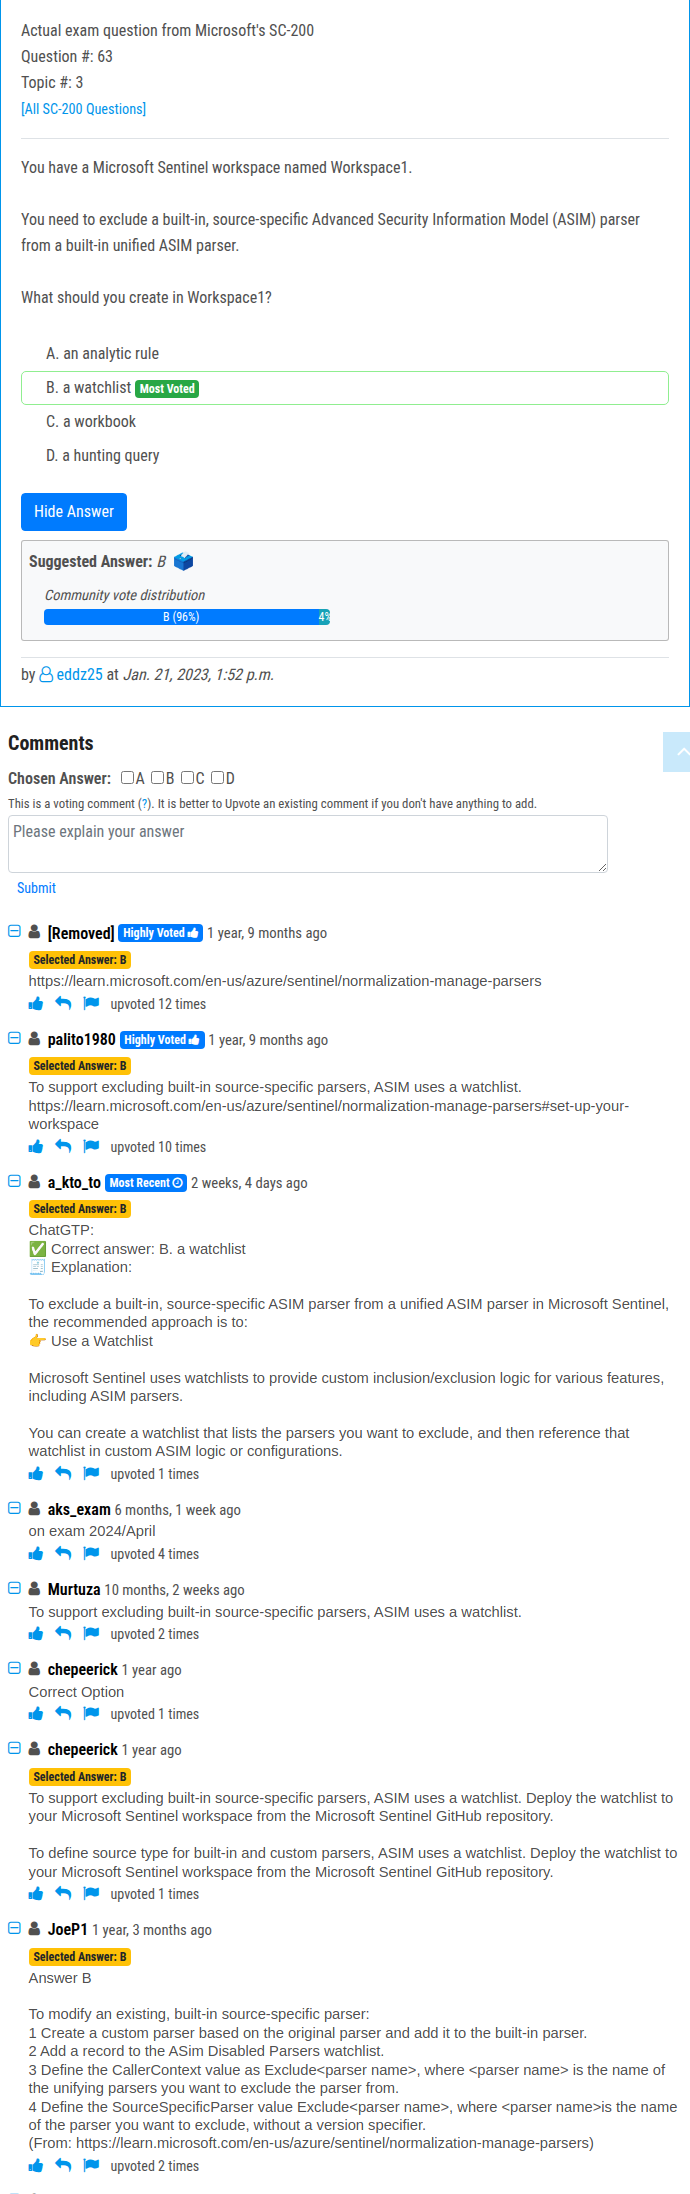 Actual exam question from Microsoft's SC-200
Question #: 63
Topic #: 3
[All SC-200 Questions]
You have a Microsoft Sentinel workspace named Workspace1.
You need to exclude a built-in, source-specific Advanced Security Information Model (ASIM) parser
from a built-in unified ASIM parser.
What should you create in Workspace1?
A. an analytic rule
B. a watchlist Most Voted
C. a workbook
D. a hunting query
Hide Answer
Suggested Answer: B
Community vote distribution
B (96%) 4%
by eddz25 at Jan. 21, 2023, 1:52 p.m.
Comments
Chosen Answer: A B C D
This is a voting comment (?). It is better to Upvote an existing comment if you don't have anything to add.
Please explain your answer
Submit
[Removed] Highly Voted 1 year, 9 months ago
Selected Answer: B
https://learn.microsoft.com/en-us/azure/sentinel/normalization-manage-parsers
upvoted 12 times
palito1980 Highly Voted 1 year, 9 months ago
Selected Answer: B
To support excluding built-in source-specific parsers, ASIM uses a watchlist.
https://learn.microsoft.com/en-us/azure/sentinel/normalization-manage-parsers#set-up-your-
workspace
upvoted 10 times
a_kto_to Most Recent 2 weeks, 4 days ago
Selected Answer: B
ChatGTP:
✅ Correct answer: B. a watchlist
🧾 Explanation:
To exclude a built-in, source-specific ASIM parser from a unified ASIM parser in Microsoft Sentinel,
the recommended approach is to:
👉 Use a Watchlist
Microsoft Sentinel uses watchlists to provide custom inclusion/exclusion logic for various features,
including ASIM parsers.
You can create a watchlist that lists the parsers you want to exclude, and then reference that
watchlist in custom ASIM logic or configurations.
upvoted 1 times
aks_exam 6 months, 1 week ago
on exam 2024/April
upvoted 4 times
Murtuza 10 months, 2 weeks ago
To support excluding built-in source-specific parsers, ASIM uses a watchlist.
upvoted 2 times
chepeerick 1 year ago
Correct Option
upvoted 1 times
chepeerick 1 year ago
Selected Answer: B
To support excluding built-in source-specific parsers, ASIM uses a watchlist. Deploy the watchlist to
your Microsoft Sentinel workspace from the Microsoft Sentinel GitHub repository.
To define source type for built-in and custom parsers, ASIM uses a watchlist. Deploy the watchlist to
your Microsoft Sentinel workspace from the Microsoft Sentinel GitHub repository.
upvoted 1 times
JoeP1 1 year, 3 months ago
Selected Answer: B
Answer B
To modify an existing, built-in source-specific parser:
1 Create a custom parser based on the original parser and add it to the built-in parser.
2 Add a record to the ASim Disabled Parsers watchlist.
3 Define the CallerContext value as Exclude<parser name>, where <parser name> is the name of
the unifying parsers you want to exclude the parser from.
4 Define the SourceSpecificParser value Exclude<parser name>, where <parser name>is the name
of the parser you want to exclude, without a version specifier.
(From: https://learn.microsoft.com/en-us/azure/sentinel/normalization-manage-parsers)
upvoted 2 times